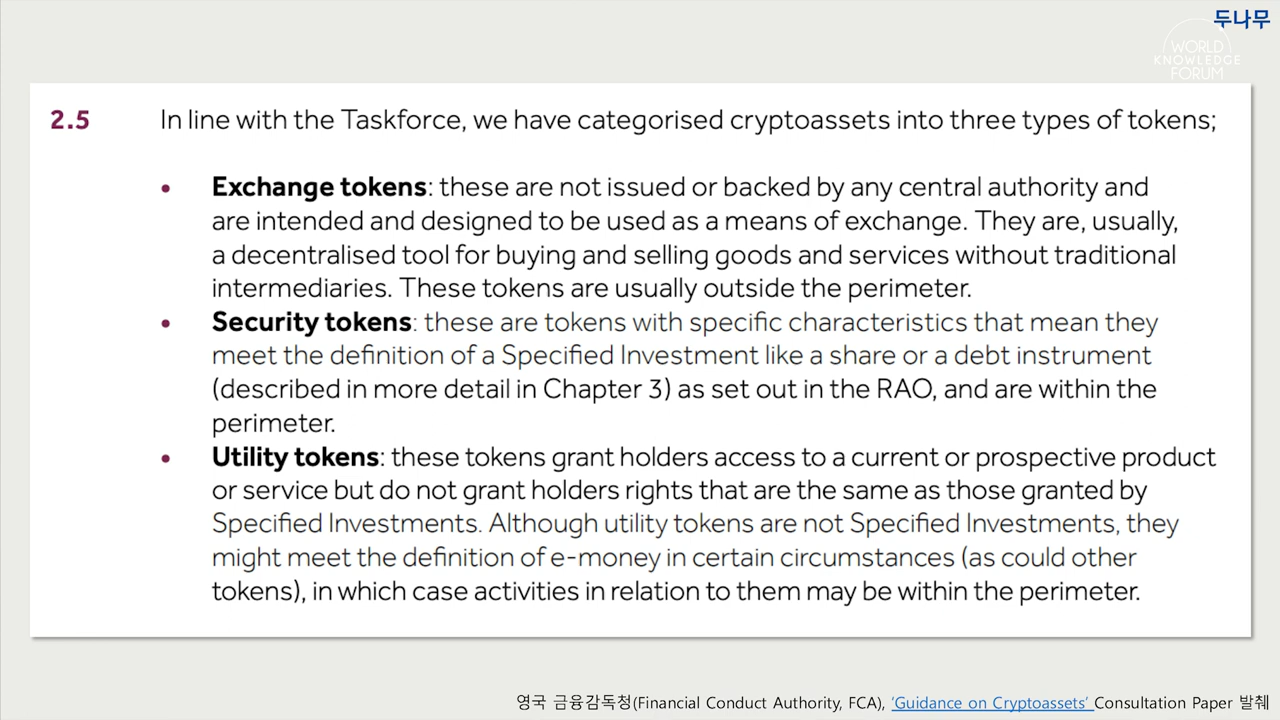 두나무
WORLD
KNOWLEDGE
FORUM
2.5 In line with the Taskforce, we have categorised cryptoassets into three types of tokens;
• Exchange tokens: these are not issued or backed by any central authority and
are intended and designed to be used as a means of exchange. They are, usually,
a decentralised tool for buying and selling goods and services without traditional
intermediaries. These tokens are usually outside the perimeter.
• Security tokens: these are tokens with specific characteristics that mean they
meet the definition of a Specified Investment like a share or a debt instrument
(described in more detail in Chapter 3) as set out in the RAO, and are within the
perimeter.
• Utility tokens: these tokens grant holders access to a current or prospective product
or service but do not grant holders rights that are the same as those granted by
Specified Investments. Although utility tokens are not Specified Investments, they
might meet the definition of e-money in certain circumstances (as could other
tokens), in which case activities in relation to them may be within the perimeter.
영국 금융감독청(Financial Conduct Authority, FCA), ‘Guidance on Cryptoassets’ Consultation Paper 발췌